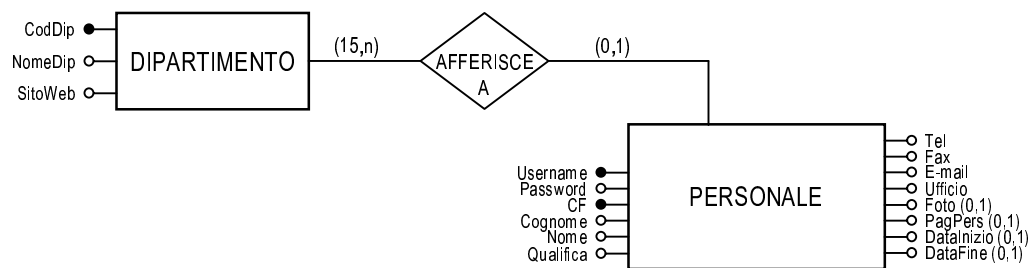 CodDip
NomeDip
SitoWeb
DIPARTIMENTO
(15,n)
AFFERISCE
A
(0,1)
Username
Password
CF
Cognome
Nome
Qualifica
PERSONALE
Tel
Fax
E-mail
Ufficio
Foto (0,1)
PagPers (0,1)
DataInizio (0,1)
DataFine (0,1)